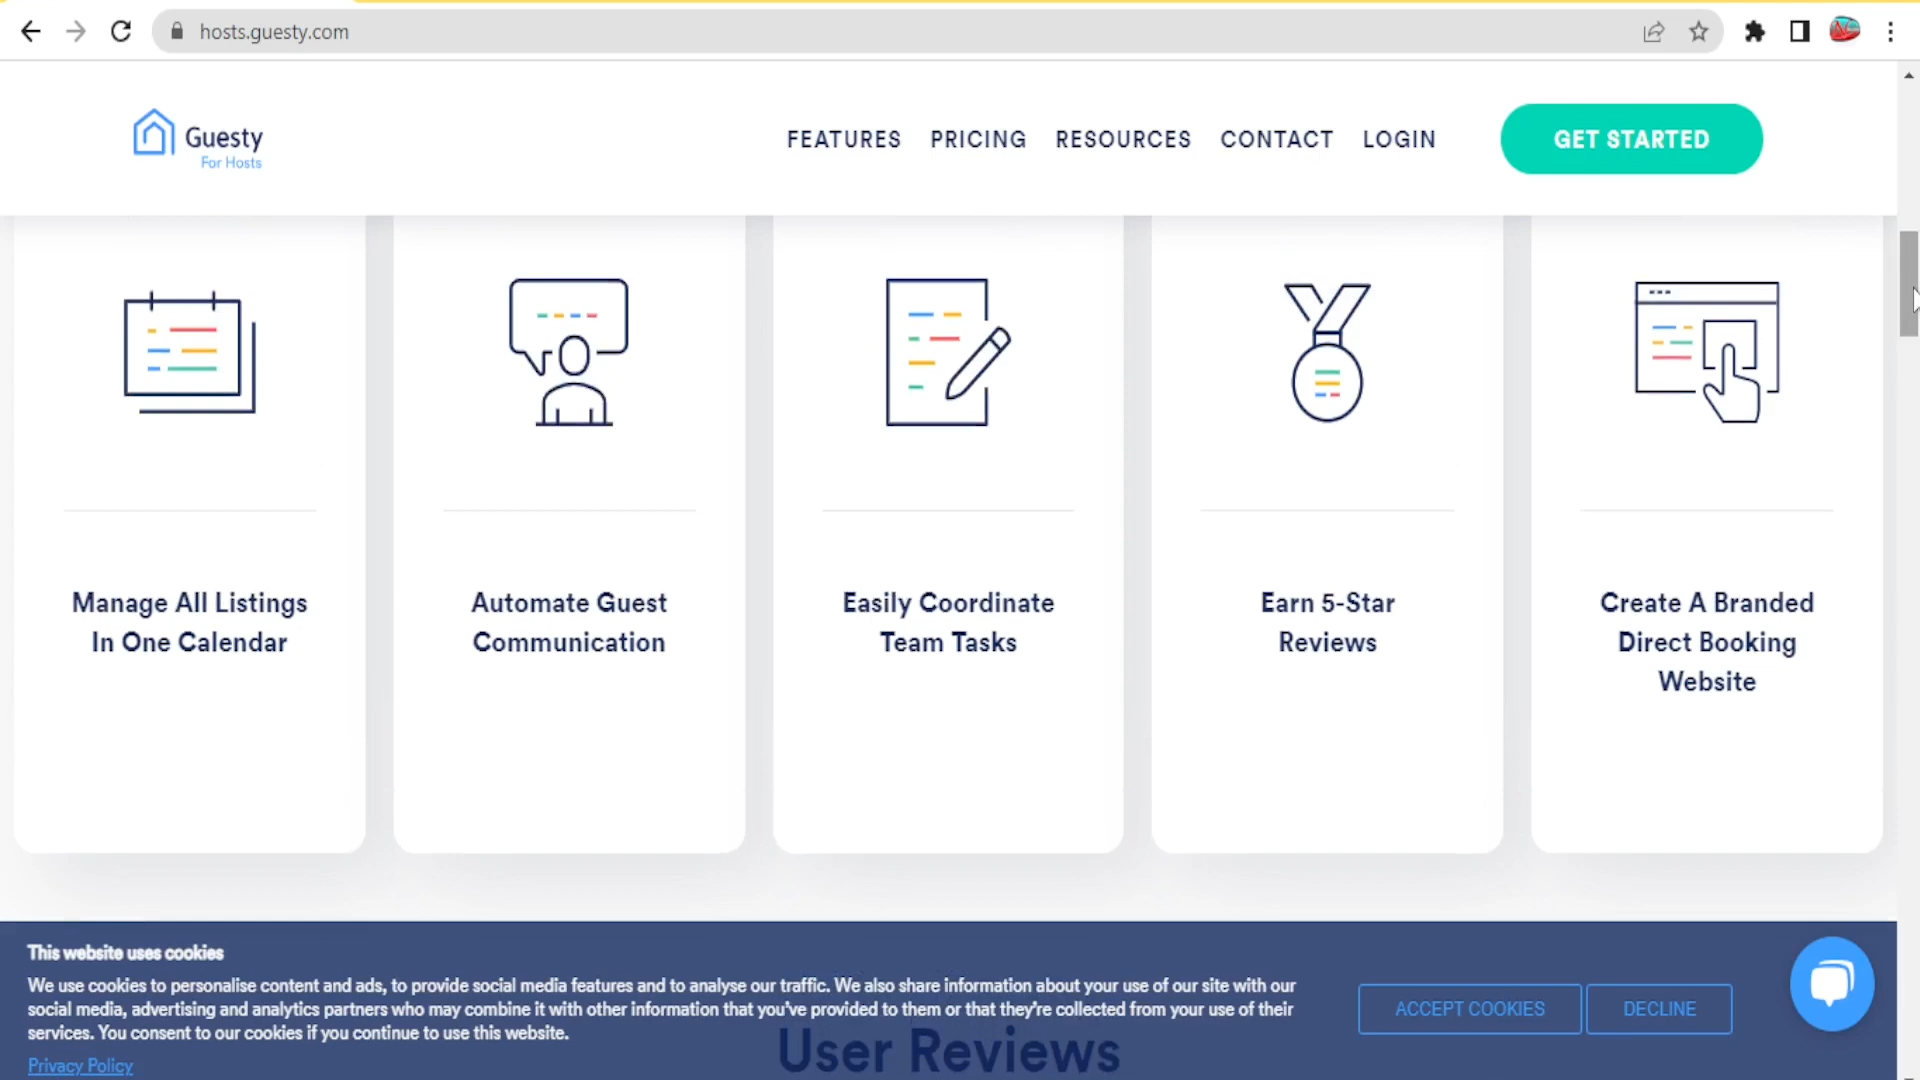 hosts.guesty.com
Guesty
For Hosts
FEATURES PRICING RESOURCES CONTACT LOGIN GET STARTED
Manage All Listings
In One Calendar
Automate Guest
Communication
Easily Coordinate
Team Tasks
Earn 5-Star
Reviews
Create A Branded
Direct Booking
Website
This website uses cookies
We use cookies to personalise content and ads, to provide social media features and to analyse our traffic. We also share information about your use of our site with our
social media, advertising and analytics partners who may combine it with other information that you've provided to them or that they're collected from your use of their
services. You consent to our cookies if you continue to use this website.
Privacy Policy
ACCEPT COOKIES DECLINE
User Reviews